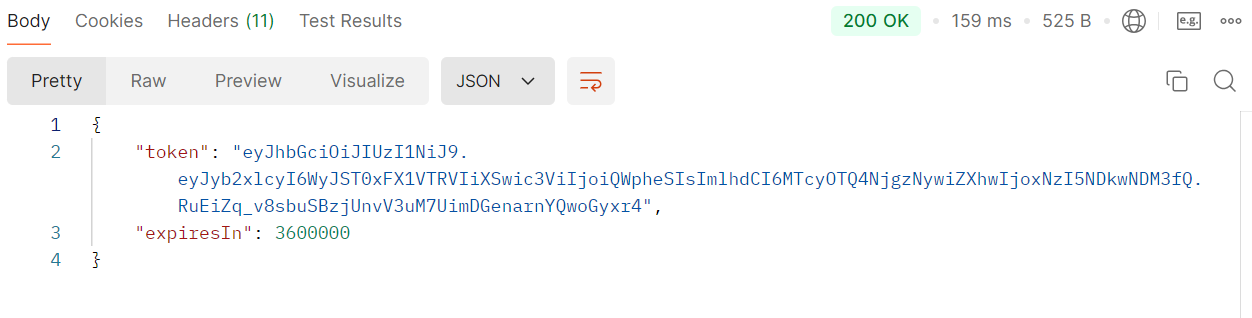 Body Cookies Headers (11) Test Results 200 OK 159 ms 525 B e.g.
Pretty Raw Preview Visualize JSON
1 {
2 "token": "eyJhbGciOiJIUzI1NiJ9.
eyJyb2xlcyI6WyJST0xFX1VTRVIiXSwic3ViIjoiQWpheSIsImlhdCI6MTcyOTQ4NjgzNywiZXhwIjoxNzI5NDkwNDM3fQ.
RuEiZq_v8sbuSBzjUnvV3uM7UimDGenarnYQwoGyxr4",
3 "expiresIn": 3600000
4 }